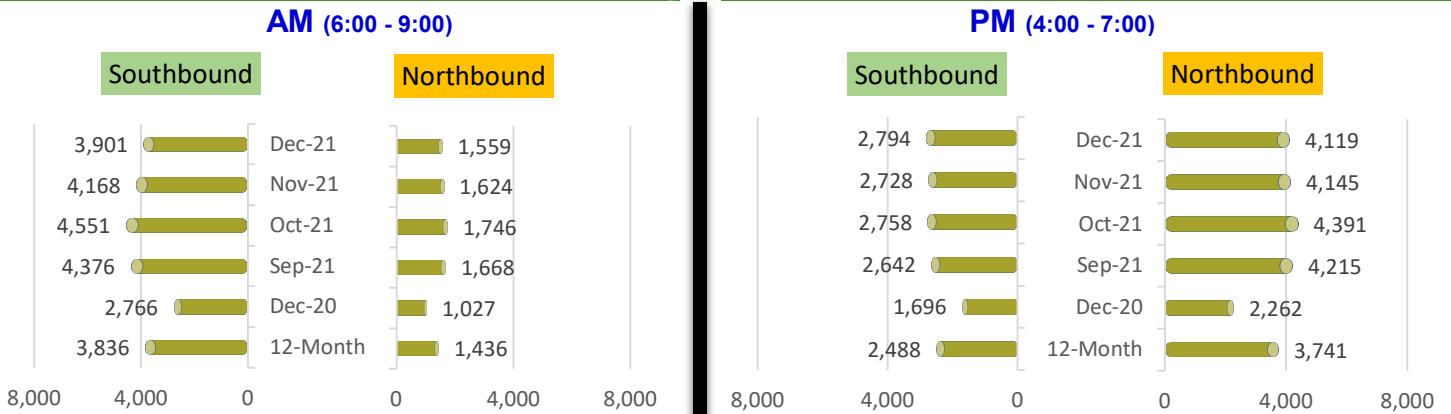 AM (6:00 - 9:00)
Southbound
Northbound
3,901 Dec-21 1,559
4,168 Nov-21 1,624
4,551 Oct-21 1,746
4,376 Sep-21 1,668
2,766 Dec-20 1,027
3,836 12-Month 1,436
8,000 4,000 0 0 4,000 8,000
PM (4:00 - 7:00)
Southbound
Northbound
2,794 Dec-21 4,119
2,728 Nov-21 4,145
2,758 Oct-21 4,391
2,642 Sep-21 4,215
1,696 Dec-20 2,262
2,488 12-Month 3,741
8,000 4,000 0 0 4,000 8,000